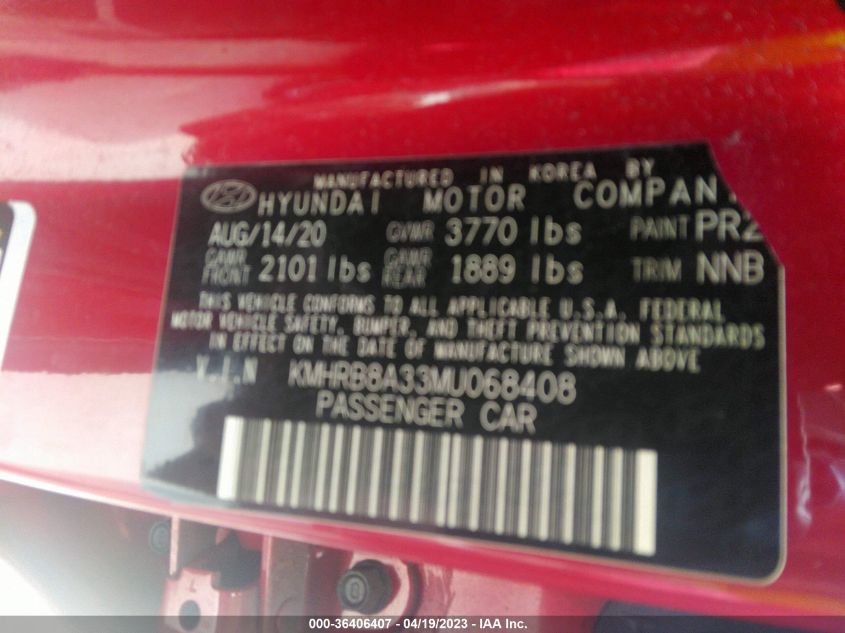 MANUFACTURED IN KOREA BY
HYUNDAI MOTOR COMPAN
AUG/14/20 GVWR 3770 lbs PAINT PR2
GAWR FRONT 2101 lbs GAWR REAR 1889 lbs TRIM NNB
THIS VEHICLE CONFORMS TO ALL APPLICABLE U.S.A. FEDERAL
MOTOR VEHICLE SAFETY, BUMPER, AND THEFT PREVENTION STANDARDS
IN EFFECT ON THE DATE OF MANUFACTURE SHOWN ABOVE
V.I.N KMHRB8A33MU068408
PASSENGER CAR
000-36406407 - 04/19/2023 - IAA Inc.